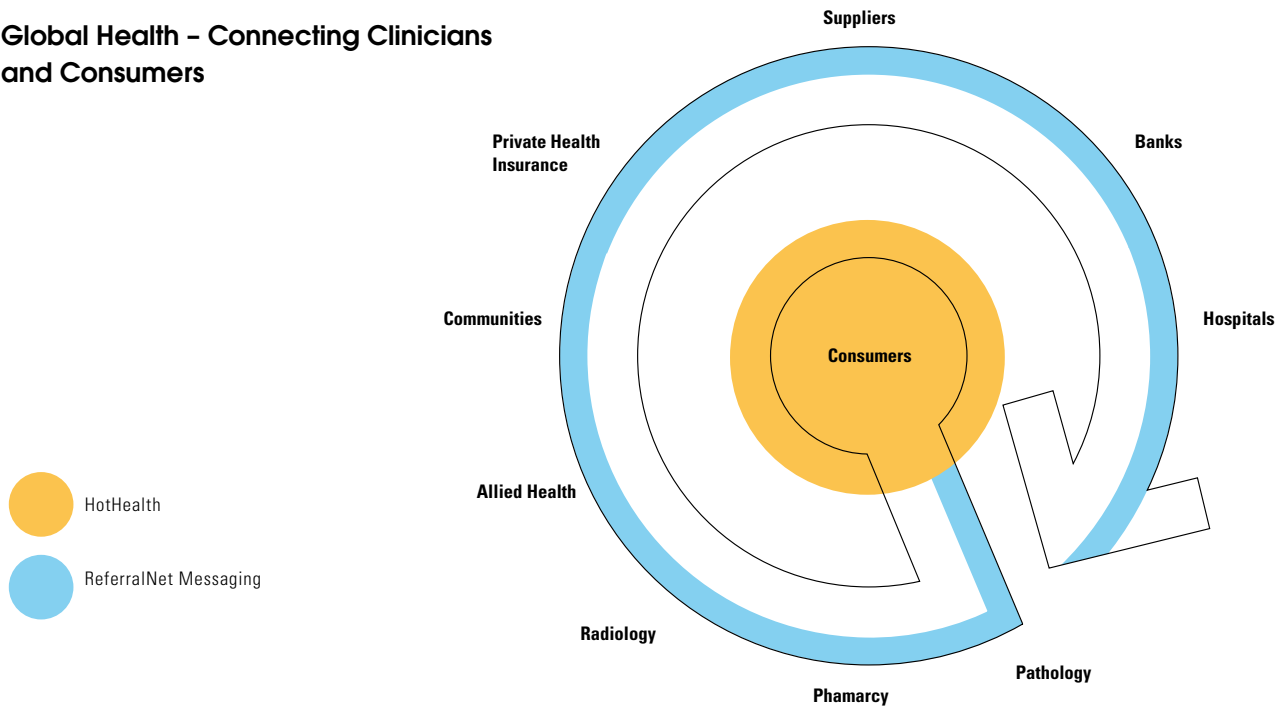 Global Health – Connecting Clinicians
and Consumers
Suppliers
Private Health
Insurance
Banks
Communities
Consumers
Hospitals
Allied Health
HotHealth
ReferralNet Messaging
Radiology
Pathology
Phamarcy